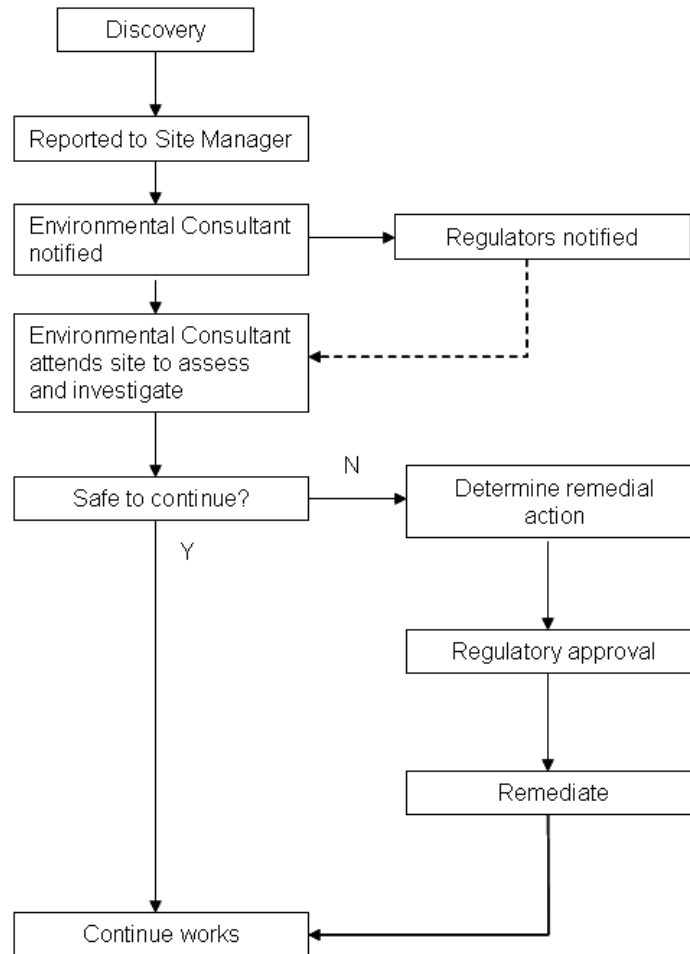 Discovery
Reported to Site Manager
Environmental Consultant
notified
Regulators notified
Environmental Consultant
attends site to assess
and investigate
Safe to continue?
N
Determine remedial
action
Y
Regulatory approval
Remediate
Continue works